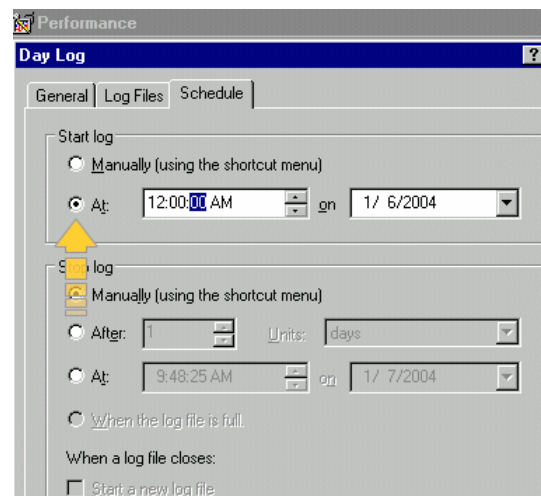 Performance
Day Log ?
General Log Files Schedule
Start log
Manually (using the shortcut menu)
At: 12:00:00 AM on 1/ 6/2004
Stop log
Manually (using the shortcut menu)
After: 1 Units: days
At: 9:48:25 AM on 1/ 7/2004
When the log file is full.
When a log file closes:
Start a new log file